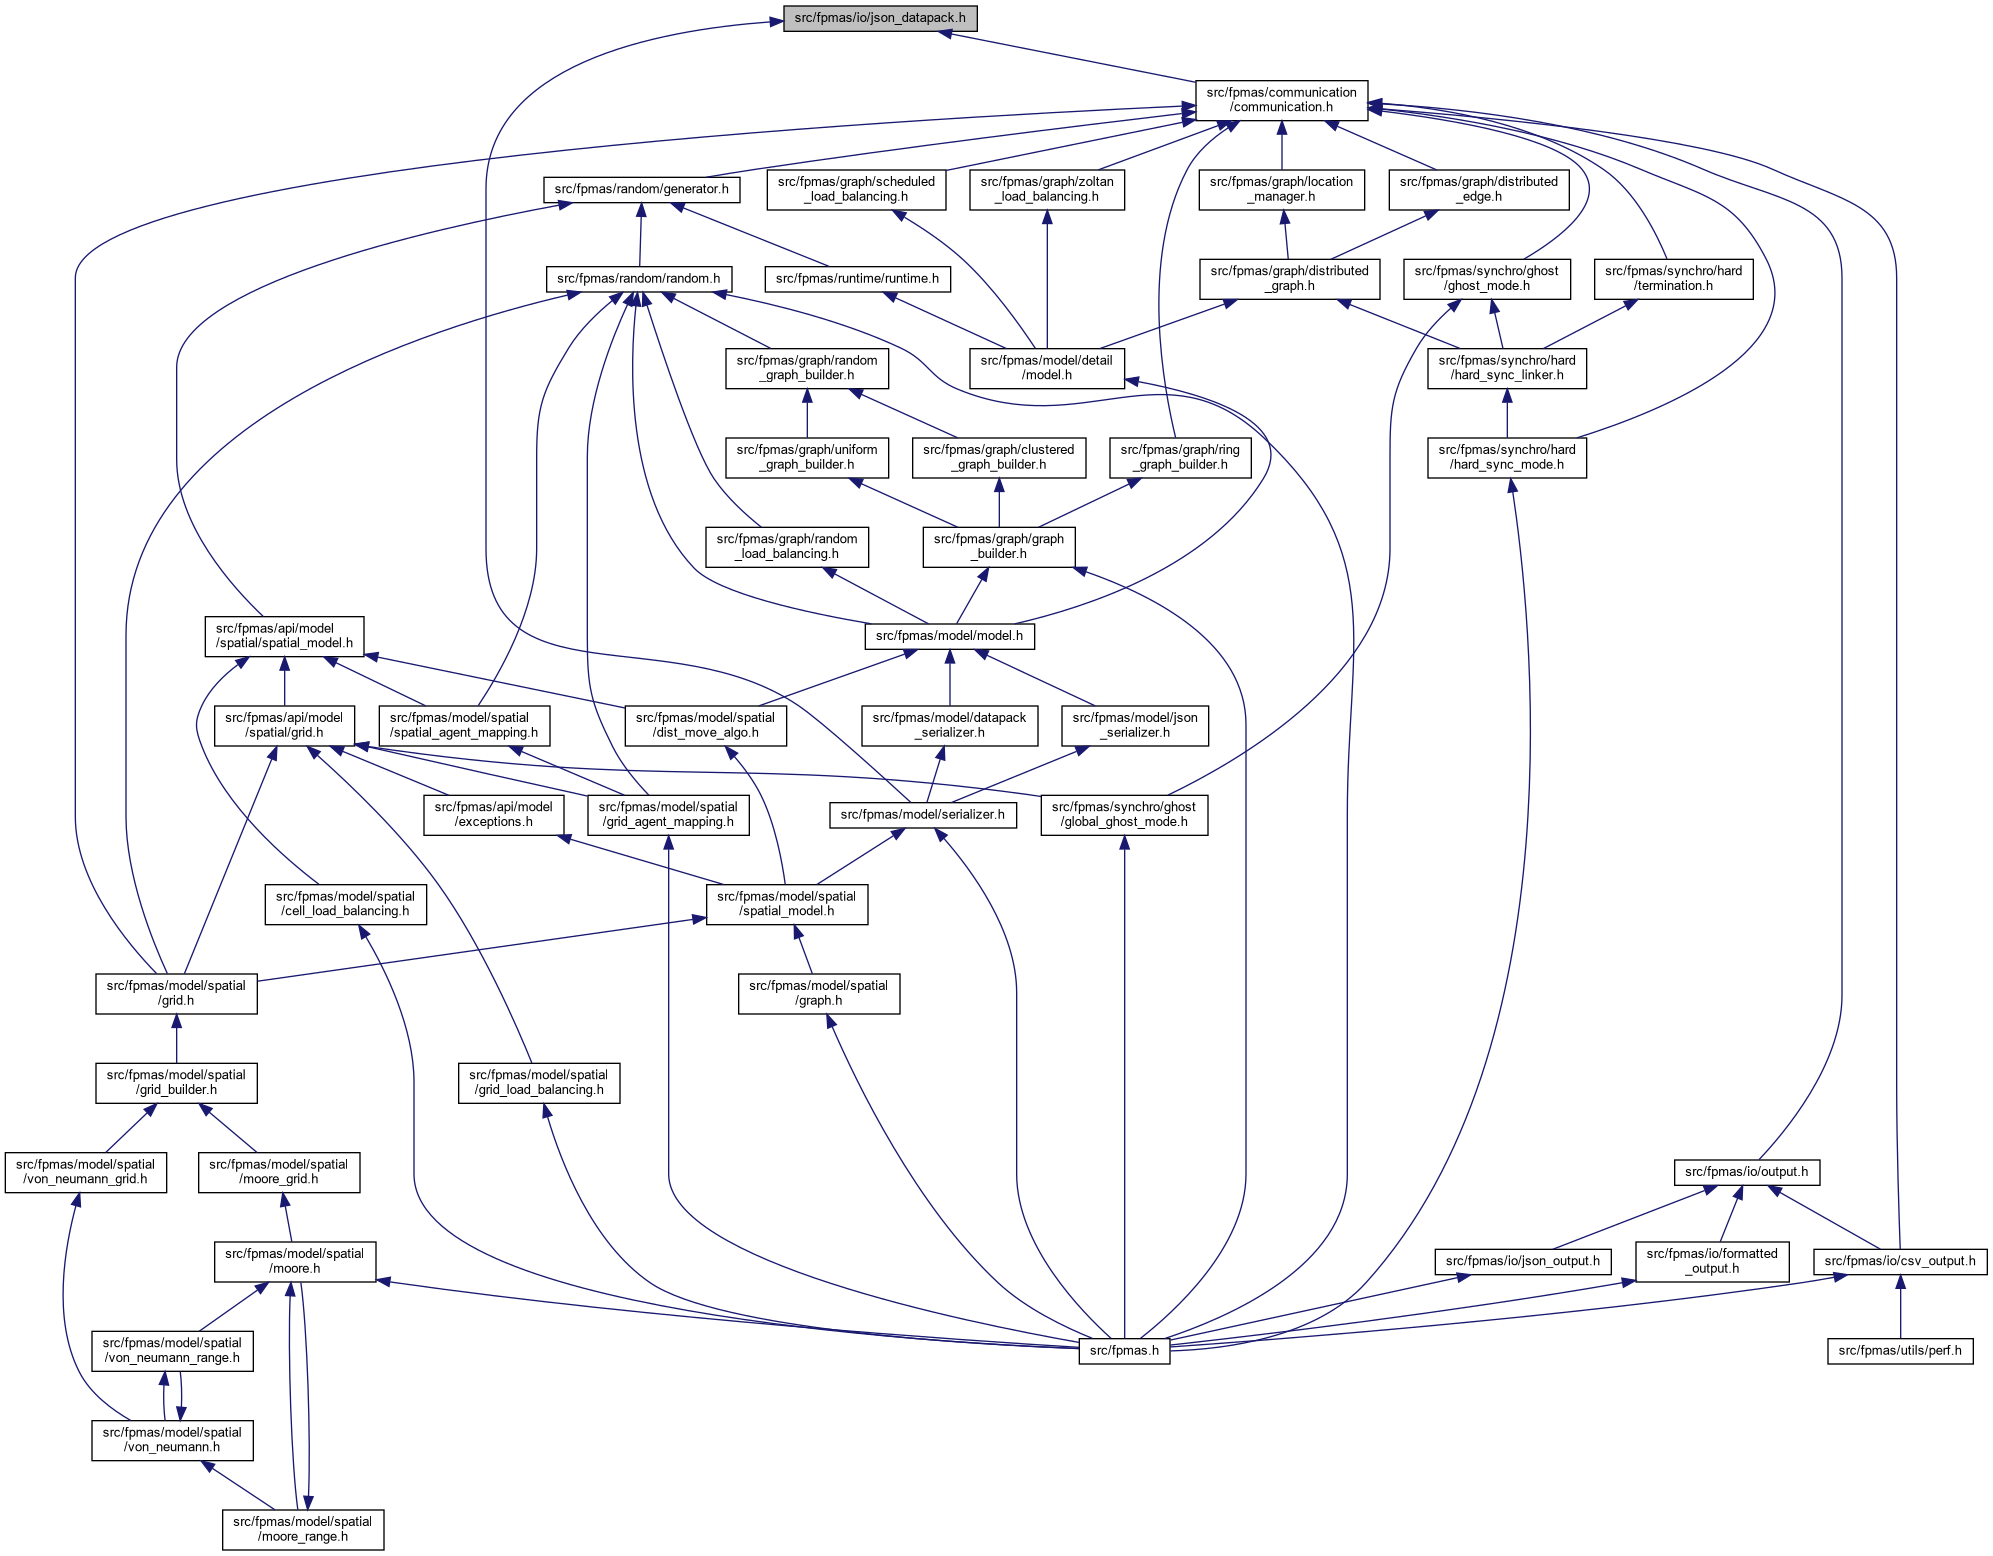 src/fpmas/io/json_datapack.h
src/fpmas/communication
/communication.h
src/fpmas/random/generator.h
src/fpmas/graph/scheduled
_load_balancing.h
src/fpmas/graph/zoltan
_load_balancing.h
src/fpmas/graph/location
_manager.h
src/fpmas/graph/distributed
_edge.h
src/fpmas/random/random.h
src/fpmas/runtime/runtime.h
src/fpmas/graph/distributed
_graph.h
src/fpmas/synchro/ghost
/ghost_mode.h
src/fpmas/synchro/hard
/termination.h
src/fpmas/graph/random
_graph_builder.h
src/fpmas/model/detail
/model.h
src/fpmas/synchro/hard
/hard_sync_linker.h
src/fpmas/graph/uniform
_graph_builder.h
src/fpmas/graph/clustered
_graph_builder.h
src/fpmas/graph/ring
_graph_builder.h
src/fpmas/synchro/hard
/hard_sync_mode.h
src/fpmas/graph/random
_load_balancing.h
src/fpmas/graph/graph
_builder.h
src/fpmas/api/model
/spatial/spatial_model.h
src/fpmas/model/model.h
src/fpmas/api/model
/spatial/grid.h
src/fpmas/model/spatial
/spatial_agent_mapping.h
src/fpmas/model/spatial
/dist_move_algo.h
src/fpmas/model/datapack
_serializer.h
src/fpmas/model/json
_serializer.h
src/fpmas/api/model
/exceptions.h
src/fpmas/model/spatial
/grid_agent_mapping.h
src/fpmas/model/serializer.h
src/fpmas/synchro/ghost
/global_ghost_mode.h
src/fpmas/model/spatial
/cell_load_balancing.h
src/fpmas/model/spatial
/spatial_model.h
src/fpmas/model/spatial
/grid.h
src/fpmas/model/spatial
/graph.h
src/fpmas/model/spatial
/grid_builder.h
src/fpmas/model/spatial
/grid_load_balancing.h
src/fpmas/model/spatial
/von_neumann_grid.h
src/fpmas/model/spatial
/moore_grid.h
src/fpmas/io/output.h
src/fpmas/model/spatial
/moore.h
src/fpmas/io/json_output.h
src/fpmas/io/formatted
_output.h
src/fpmas/io/csv_output.h
src/fpmas/model/spatial
/von_neumann_range.h
src/fpmas.h
src/fpmas/utils/perf.h
src/fpmas/model/spatial
/von_neumann.h
src/fpmas/model/spatial
/moore_range.h